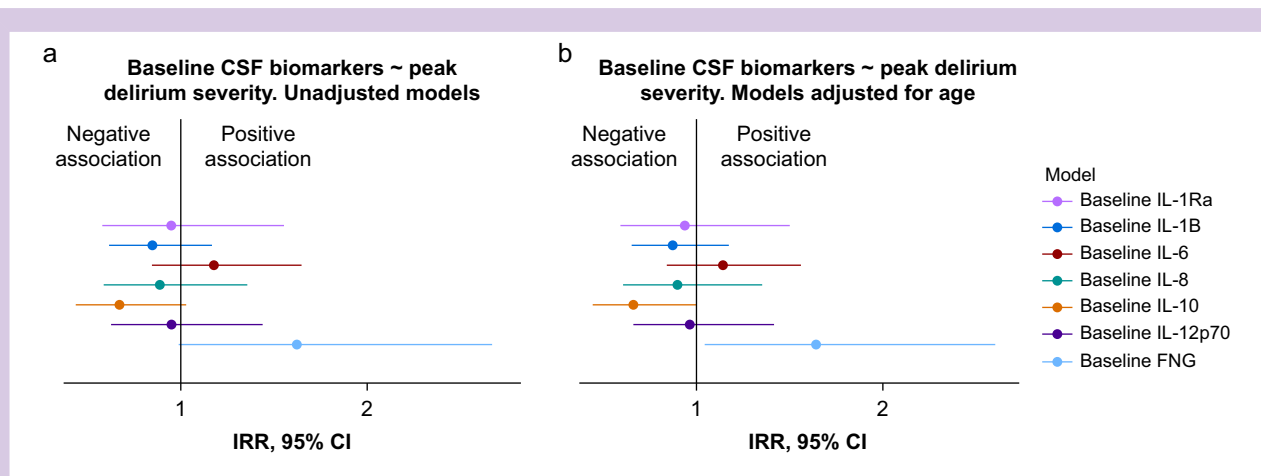 a
Baseline CSF biomarkers ~ peak
delirium severity. Unadjusted models
Negative
association
Positive
association
1
2
IRR, 95% CI
b
Baseline CSF biomarkers ~ peak delirium
severity. Models adjusted for age
Negative
association
Positive
association
1
2
IRR, 95% CI
Model
Baseline IL-1Ra
Baseline IL-1B
Baseline IL-6
Baseline IL-8
Baseline IL-10
Baseline IL-12p70
Baseline FNG